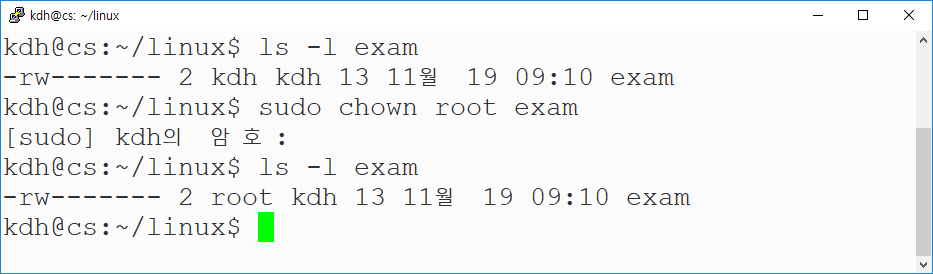 kdh@cs: ~/linux
kdh@cs:~/linux$ ls -l exam
-rw------- 2 kdh kdh 13 11월  19 09:10 exam
kdh@cs:~/linux$ sudo chown root exam
[sudo] kdh의  암 호 :
kdh@cs:~/linux$ ls -l exam
-rw------- 2 root kdh 13 11월  19 09:10 exam
kdh@cs:~/linux$